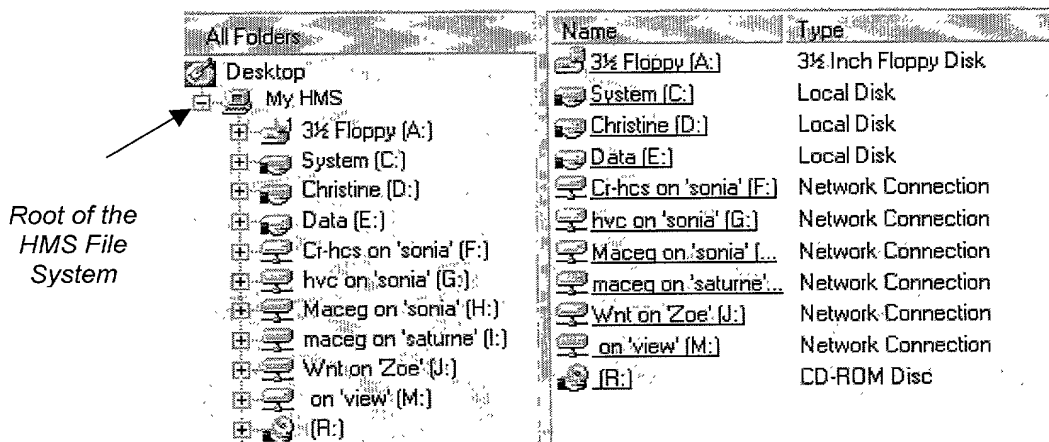 All Folders
Desktop
My HMS
3½ Floppy (A:)
System (C:)
Christine (D:)
Data (E:)
Cri-hcs on 'sonia' (F:)
hvc on 'sonia' (G:)
Maceg on 'sonia' (H:)
maceg on 'saturne' (I:)
Wnt on 'Zoe' (J:)
on 'view' (M:)
(R:)
Root of the
HMS File
System
Name Type
3½ Floppy (A:) 3½ Inch Floppy Disk
System (C:) Local Disk
Christine (D:) Local Disk
Data (E:) Local Disk
Cri-hcs on 'sonia' (F:) Network Connection
hvc on 'sonia' (G:) Network Connection
Maceg on 'sonia' (... Network Connection
maceg on 'saturne'... Network Connection
Wnt on 'Zoe' (J:) Network Connection
on 'view' (M:) Network Connection
(R:) CD-ROM Disc